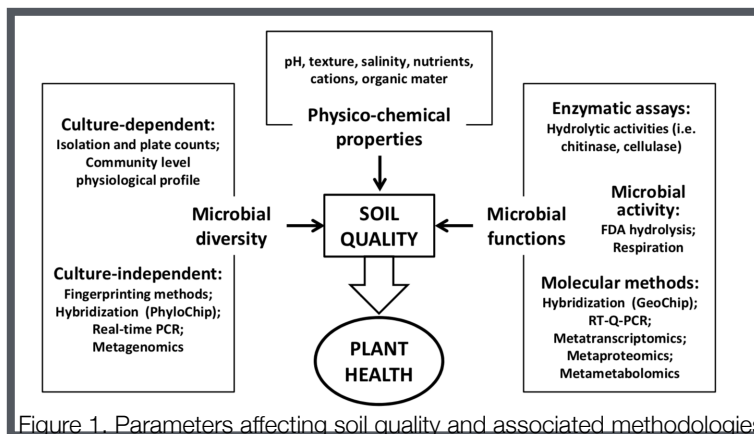 pH, texture, salinity, nutrients,
cations, organic mater
Physico-chemical
properties
Culture-dependent:
Isolation and plate counts;
Community level
physiological profile
Microbial
diversity
Culture-independent:
Fingerprinting methods;
Hybridization (PhyloChip);
Real-time PCR;
Metagenomics
SOIL
QUALITY
PLANT
HEALTH
Enzymatic assays:
Hydrolytic activities (i.e.
chitinase, cellulase)
Microbial
functions
Microbial
activity:
FDA hydrolysis;
Respiration
Molecular methods:
Hybridization (GeoChip);
RT-Q-PCR;
Metatranscriptomics;
Metaproteomics;
Metametabolomics
Figure 1. Parameters affecting soil quality and associated methodologie